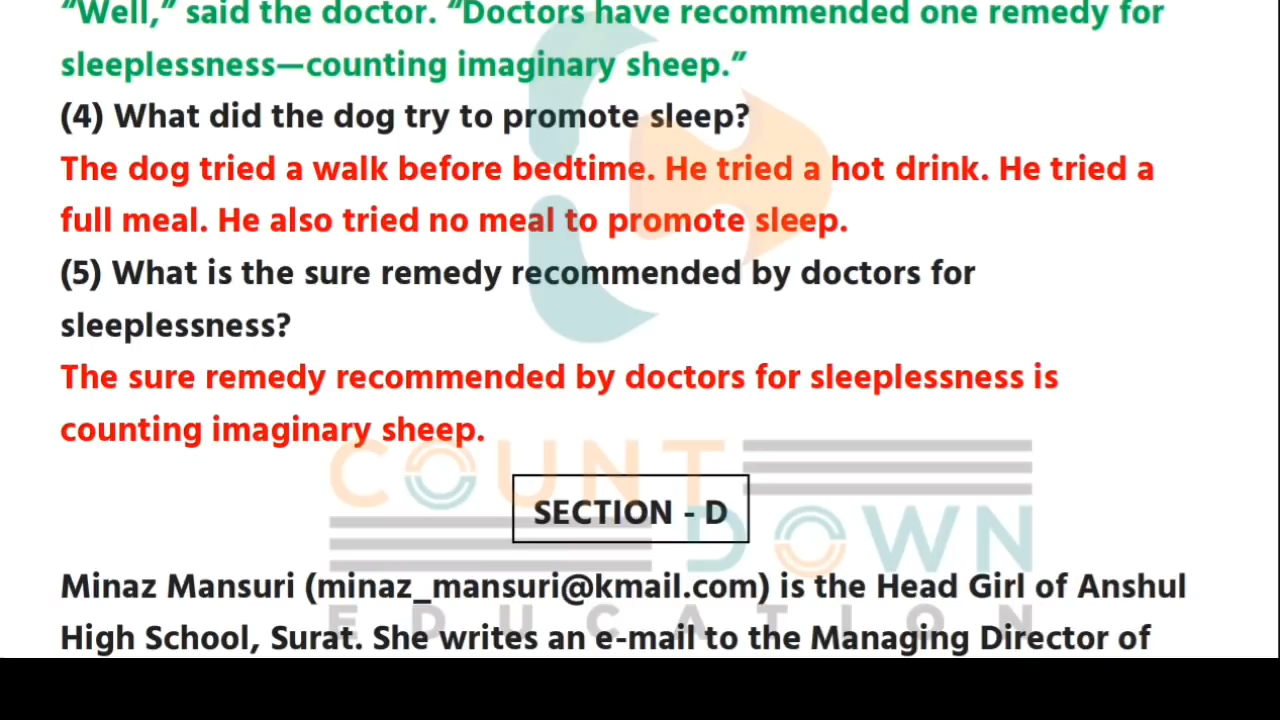 “Well,” said the doctor. “Doctors have recommended one remedy for
sleeplessness—counting imaginary sheep.”
(4) What did the dog try to promote sleep?
The dog tried a walk before bedtime. He tried a hot drink. He tried a
full meal. He also tried no meal to promote sleep.
(5) What is the sure remedy recommended by doctors for
sleeplessness?
The sure remedy recommended by doctors for sleeplessness is
counting imaginary sheep.
COUNT
DOWN
EDUCATION
SECTION - D
Minaz Mansuri (minaz_mansuri@kmail.com) is the Head Girl of Anshul
High School, Surat. She writes an e-mail to the Managing Director of